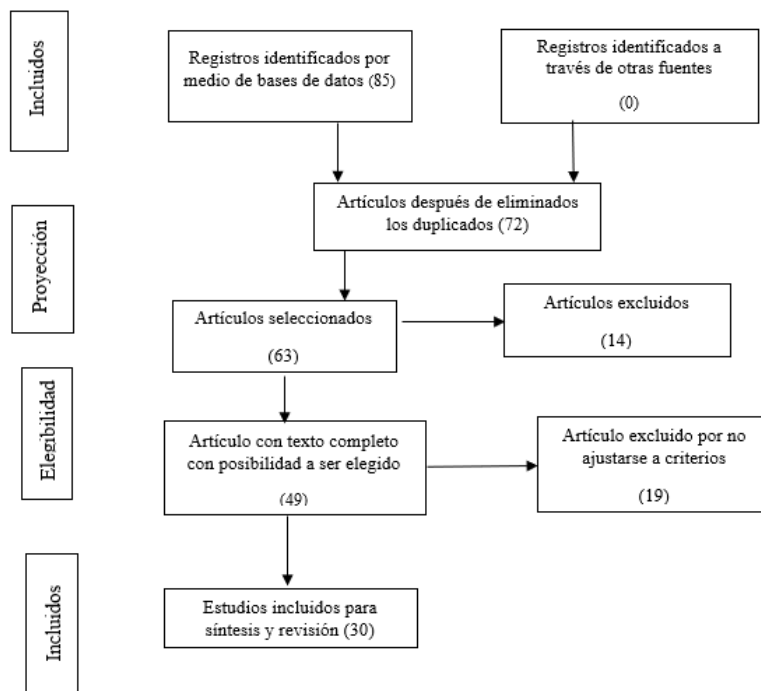 Incluidos
Registros identificados por
medio de bases de datos (85)
Registros identificados a
través de otras fuentes
(0)
Proyección
Artículos después de eliminados
los duplicados (72)
Artículos seleccionados
(63)
Artículos excluidos
(14)
Elegibilidad
Artículo con texto completo
con posibilidad a ser elegido
(49)
Artículo excluido por no
ajustarse a criterios
(19)
Incluidos
Estudios incluidos para
síntesis y revisión (30)